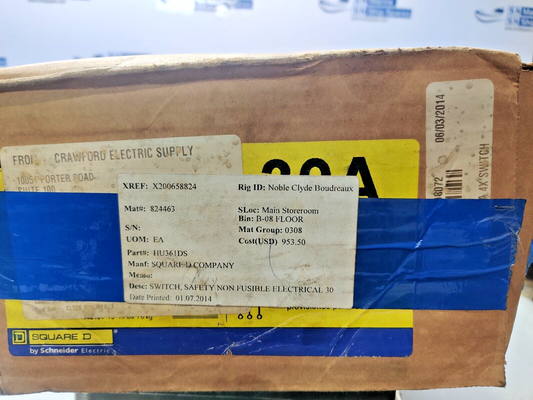 FROM CRAWFORD ELECTRIC SUPPLY
10051 PORTER ROAD
SUITE 100
30A
06/03/2014
4X SWITCH
XREF: X200658824 Rig ID: Noble Clyde Boudreaux
Mat#: 824463 SLoc: Main Storeroom
Bin: B-08 FLOOR
S/N: Mat Group: 0308
UOM: EA Cost(USD) 953.50
Part#: HU361DS
Manf: SQUARE D COMPANY
Memo:
Desc: SWITCH, SAFETY NON FUSIBLE ELECTRICAL 30
Date Printed: 01.07.2014
SQUARE D
by Schneider Electric